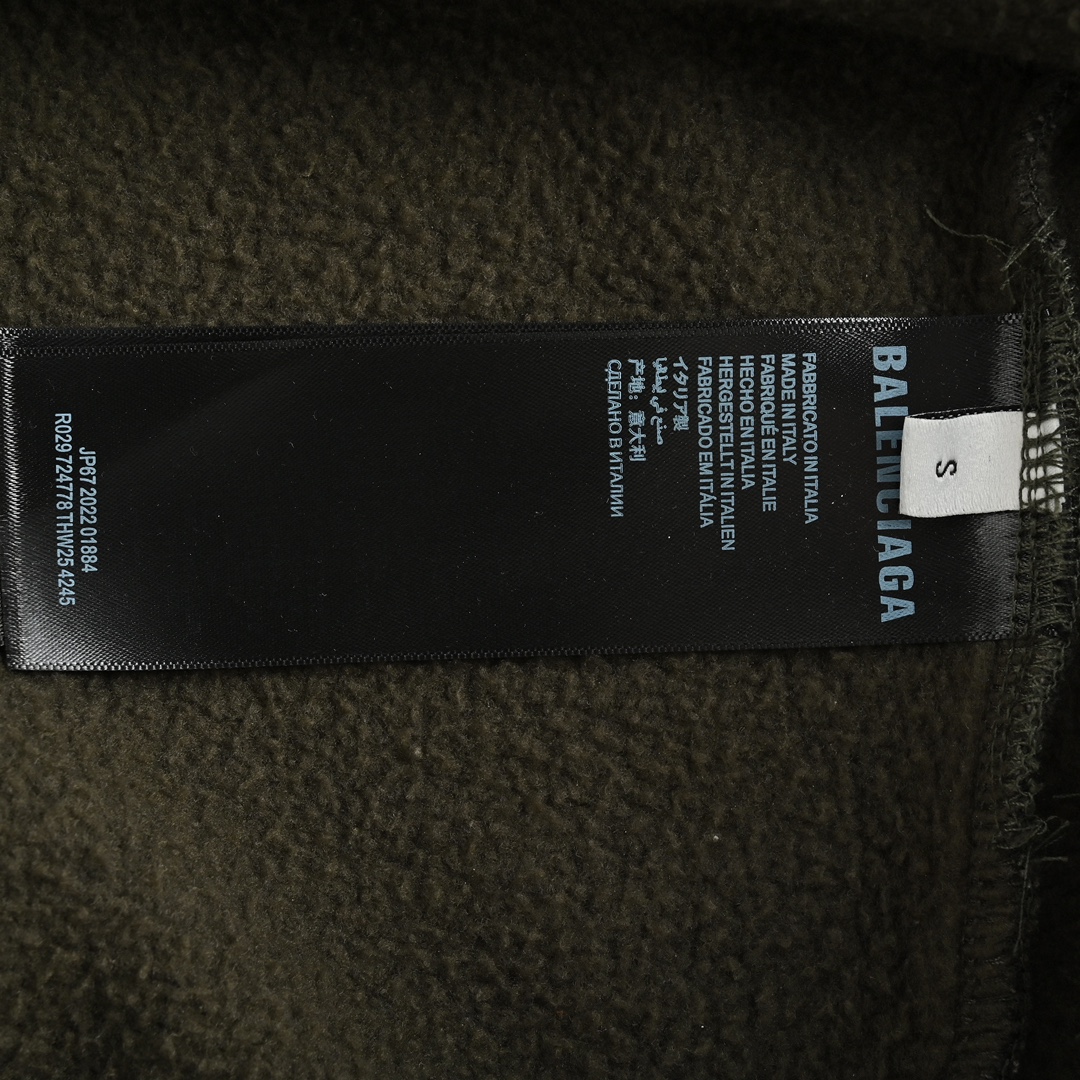 BALENCIAGA
S
FABBRICATO IN ITALIA
MADE IN ITALY
FABRIQUÉ EN ITALIE
HECHO EN ITALIA
HERGESTELLT IN ITALIEN
FABRICADO EM ITÁLIA
イタリア製
صنع في إيطاليا
产地：意大利
СДЕЛАНО В ИТАЛИИ
JP67 2022 01884
R029 724778 THW25 4245